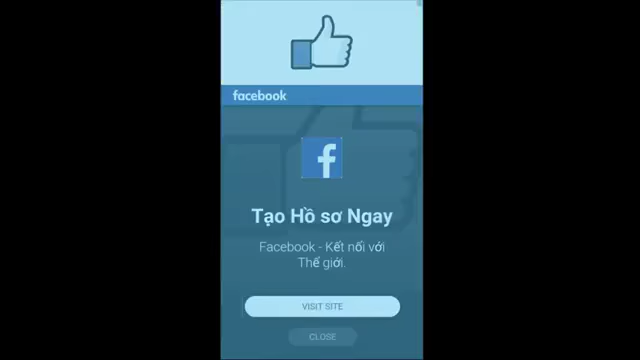 facebook
f
Tạo Hồ sơ Ngay
Facebook - Kết nối với
Thế giới.
VISIT SITE
CLOSE